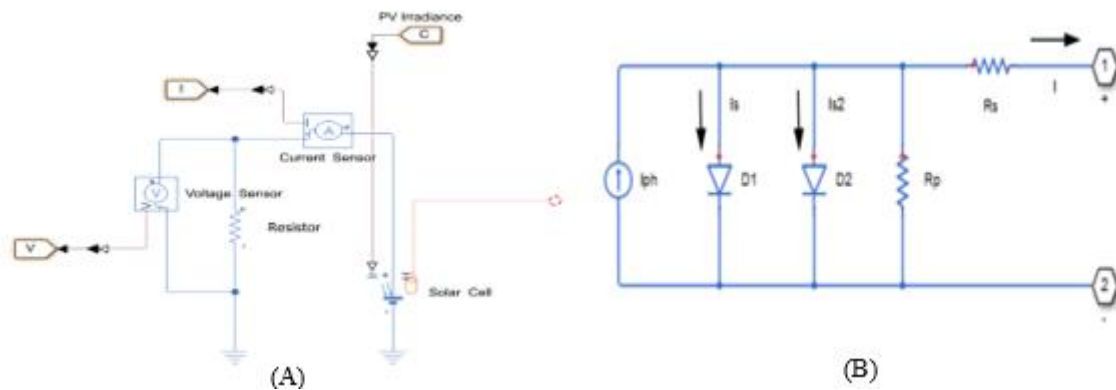 PV Irradiance
C
I
A
Current Sensor
V
Voltage Sensor
Resistor
V
Solar Cell
(A)
I
1
+
Is
Is2
Rs
Iph
D1
D2
Rp
2
-
(B)